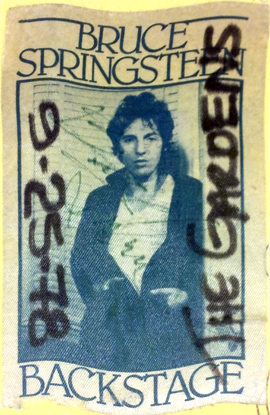 BRUCE
SPRINGSTEEN
9-25-78
THE GARDENS
BACKSTAGE